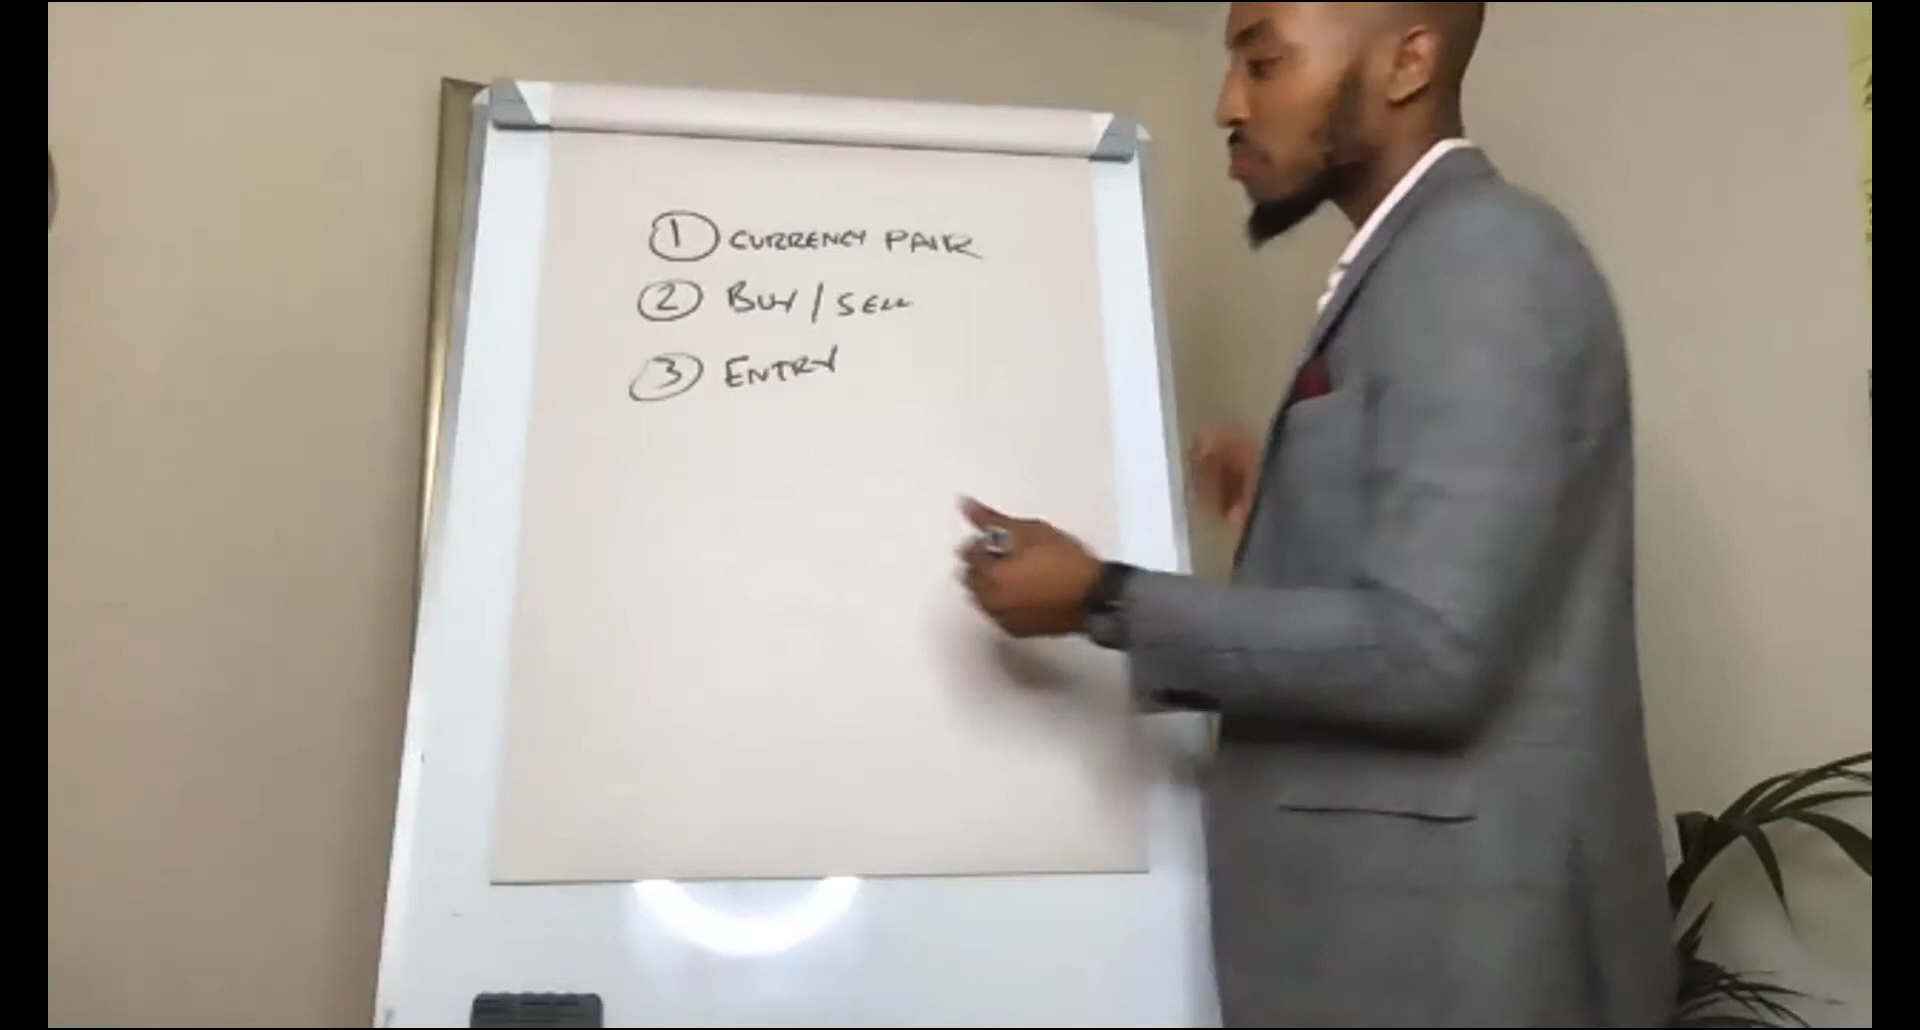 ① CURRENCY PAIR
② BUY / SELL
③ ENTRY